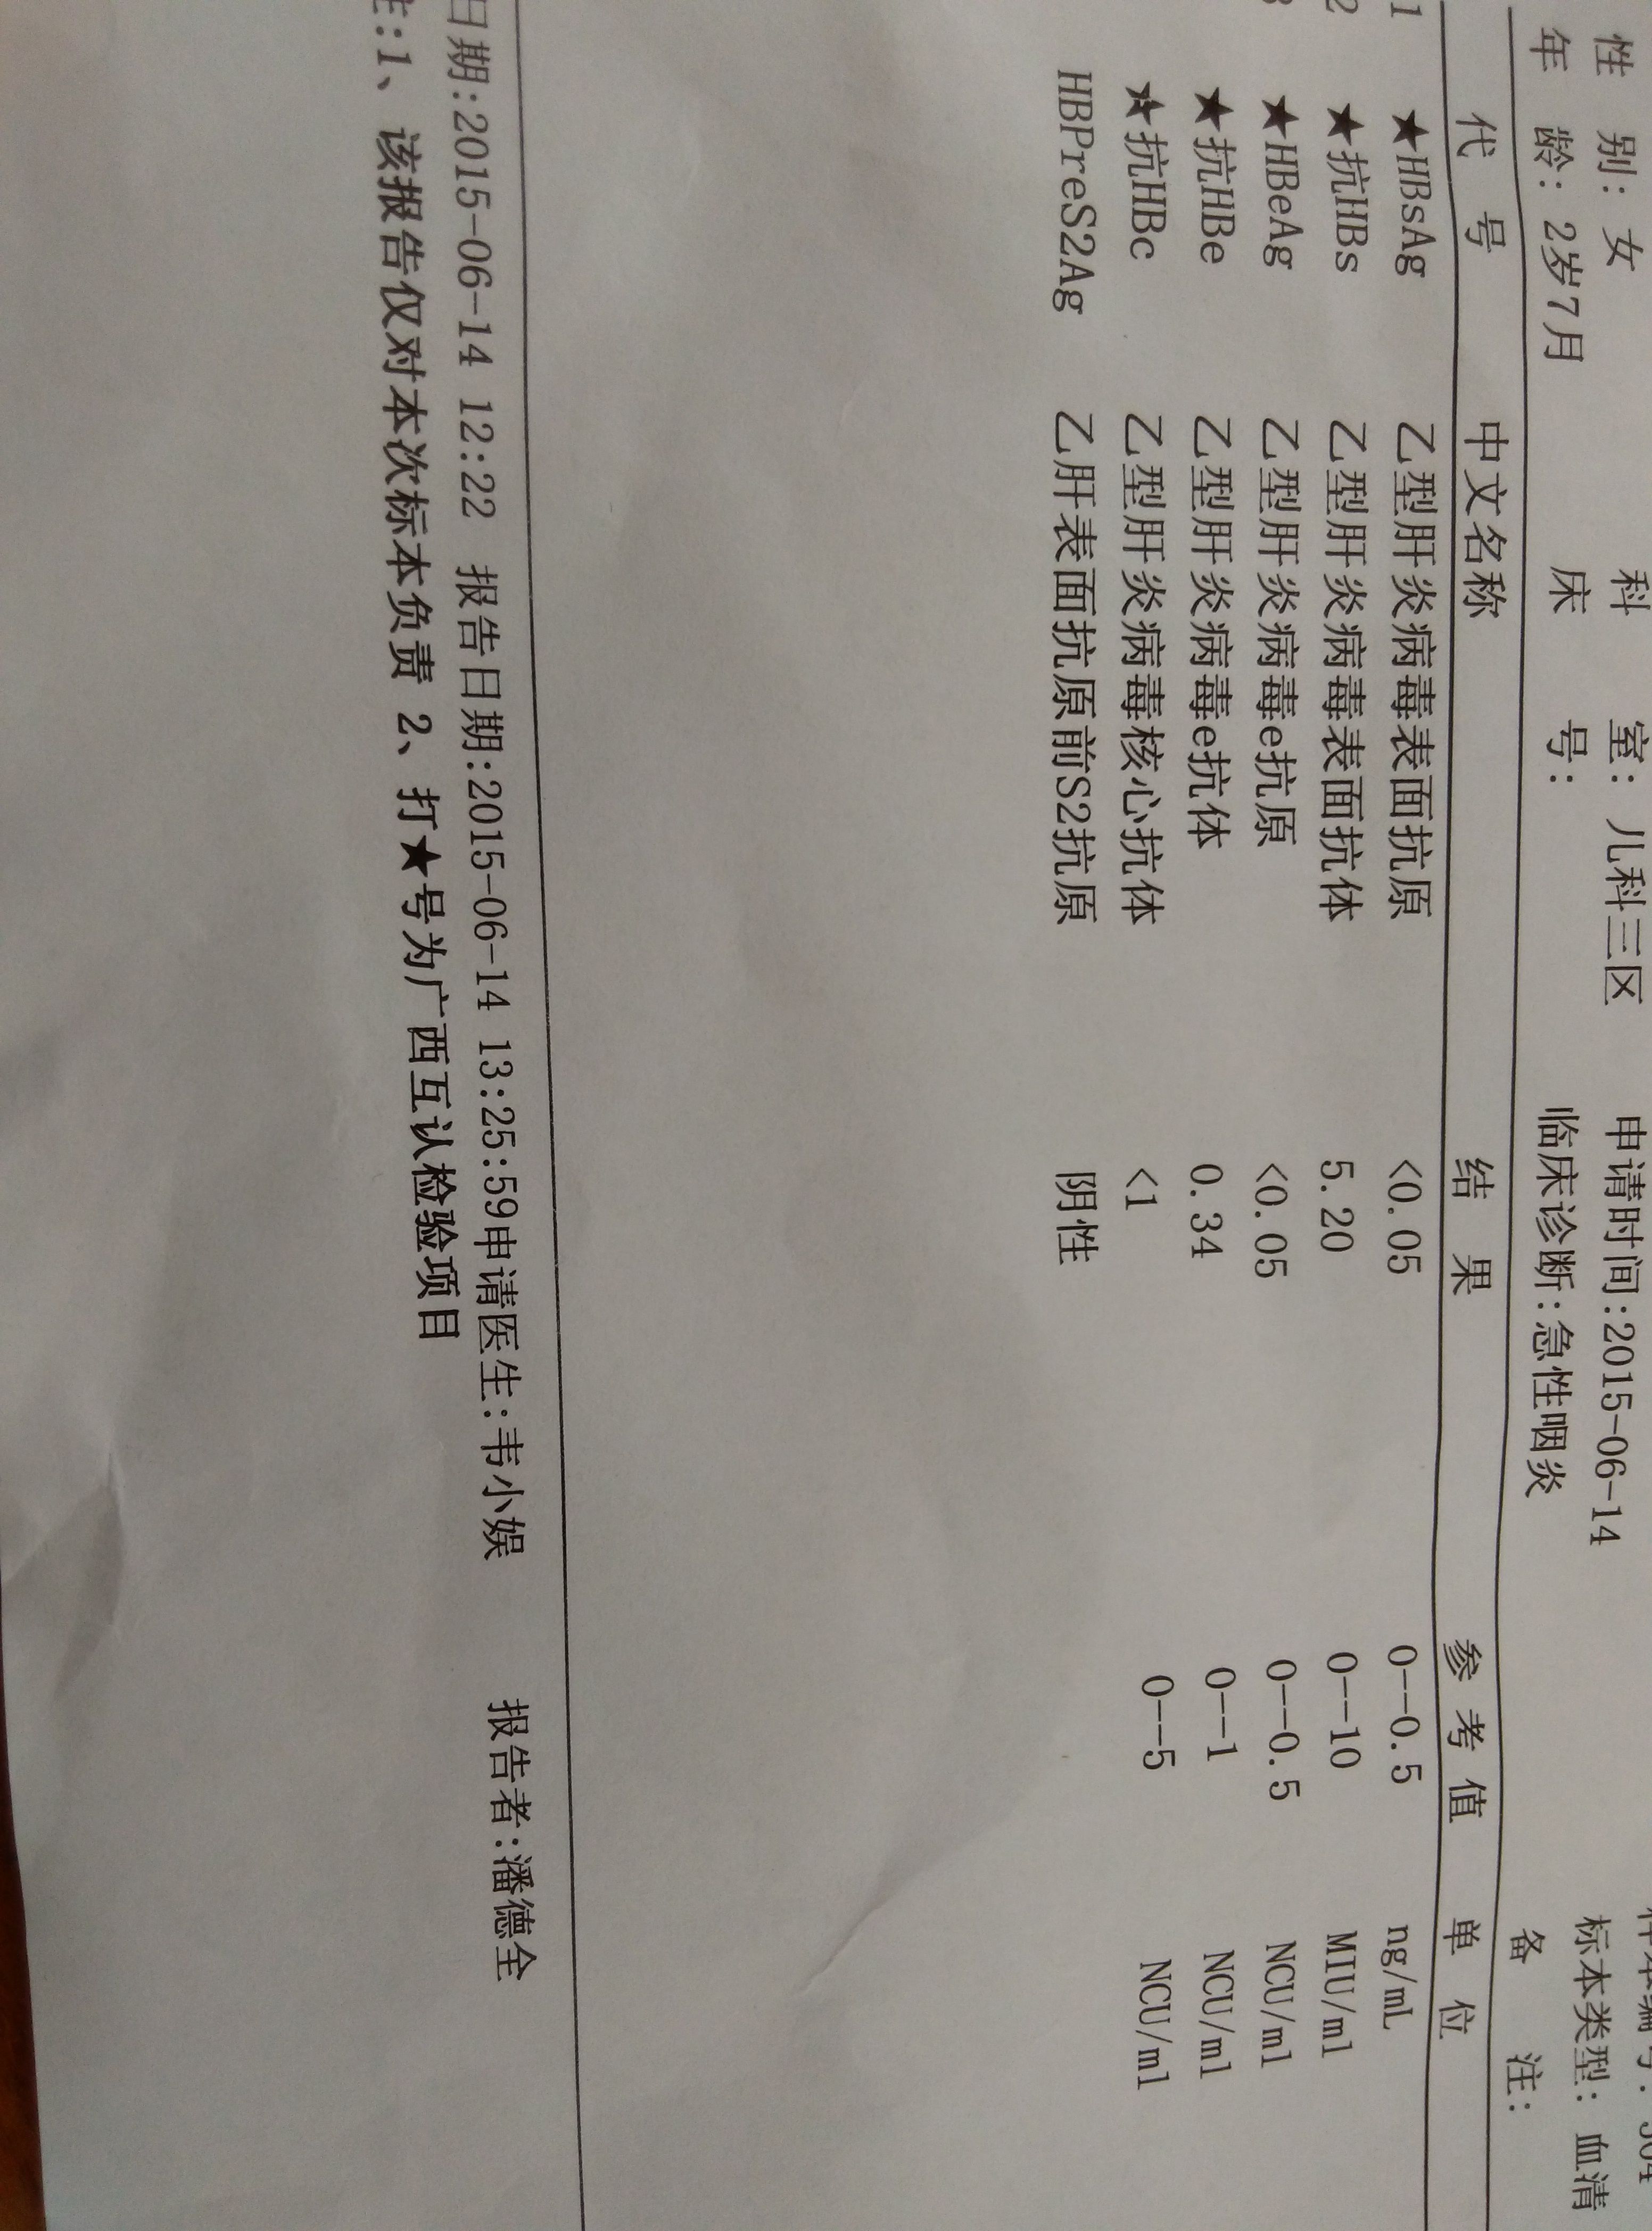 性 别: 女 科 室: 儿科三区 申请时间:2015-06-14 样本编号: 304
年 龄: 2岁7月 床 号: 临床诊断:急性咽炎 标本类型: 血清
备 注:
代 号 中文名称 结 果 参 考 值 单 位
1 ★HBsAg 乙型肝炎病毒表面抗原 <0.05 0--0.5 ng/mL
2 ★抗HBs 乙型肝炎病毒表面抗体 5.20 0--10 MIU/ml
3 ★HBeAg 乙型肝炎病毒e抗原 <0.05 0--0.5 NCU/ml
★抗HBe 乙型肝炎病毒e抗体 0.34 0--1 NCU/ml
★抗HBc 乙型肝炎病毒核心抗体 <1 0--5 NCU/ml
HBPreS2Ag 乙肝表面抗原前S2抗原 阴性
日期:2015-06-14 12:22 报告日期:2015-06-14 13:25:59申请医生:韦小娱 报告者:潘德全
注:1、该报告仅对本次标本负责 2、打★号为广西互认检验项目